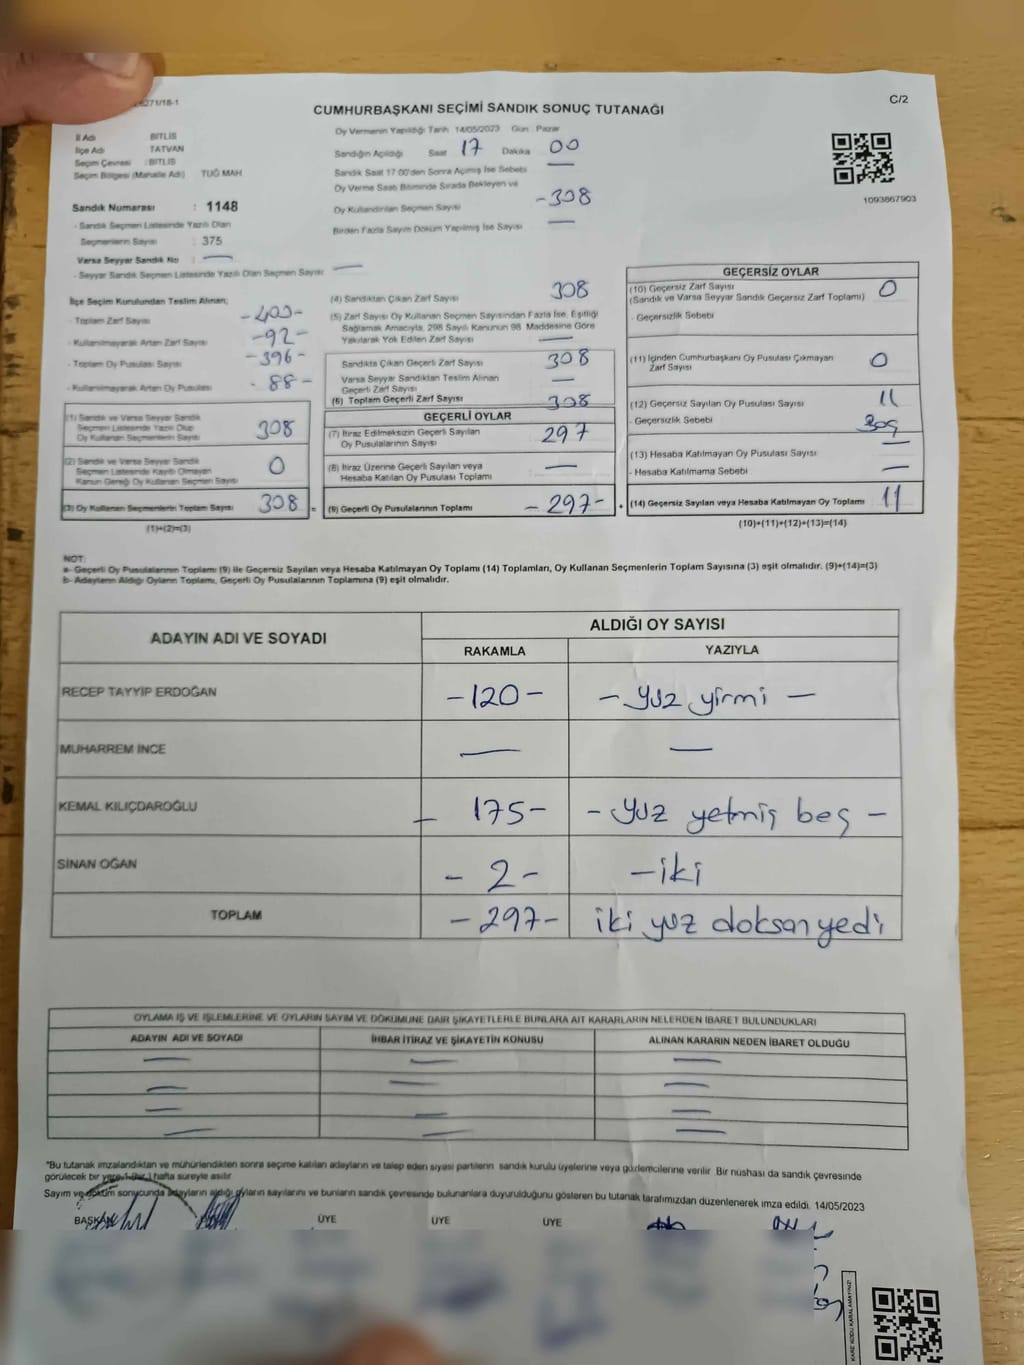 CUMHURBAŞKANI SEÇİMİ SANDIK SONUÇ TUTANAĞI
C/2
İl Adı BİTLİS
İlçe Adı TATVAN
Seçim Çevresi : BİTLİS
Seçim Bölgesi (Mahalle Adı) TUĞ MAH
Sandık Numarası : 1148
- Sandık Seçmen Listesinde Yazılı Olan
Seçmenlerin Sayısı : 375
Varsa Seyyar Sandık No : —
- Seyyar Sandık Seçmen Listesinde Yazılı Olan Seçmen Sayısı —
Oy Vermenin Yapıldığı Tarih 14/05/2023 Gün Pazar
Sandığın Açıldığı Saat 17 Dakika 00
Sandık Saat 17:00'den Sonra Açılmış İse Sebebi —
Oy Verme Saati Bitiminde Sırada Bekleyen ve
Oy Kullandırılan Seçmen Sayısı -308
Birden Fazla Sayım Döküm Yapılmış İse Sayısı —
1093867903
İlçe Seçim Kurulundan Teslim Alınan;
- Toplam Zarf Sayısı -400-
- Kullanılmayarak Artan Zarf Sayısı -92-
- Toplam Oy Pusulası Sayısı -396-
- Kullanılmayarak Artan Oy Pusulası -88-
(1) Sandık ve Varsa Seyyar Sandık
Seçmen Listesinde Yazılı Olup
Oy Kullanan Seçmenlerin Sayısı 308
(2) Sandık ve Varsa Seyyar Sandık
Seçmen Listesinde Kayıtlı Olmayan
Kanun Gereği Oy Kullanan Seçmen Sayısı 0
(3) Oy Kullanan Seçmenlerin Toplam Sayısı 308 =
(1)+(2)=(3)
(4) Sandıktan Çıkan Zarf Sayısı 308
(5) Zarf Sayısı Oy Kullanan Seçmen Sayısından Fazla İse, Eşitliği
Sağlamak Amacıyla, 298 Sayılı Kanunun 98. Maddesine Göre
Yakılarak Yok Edilen Zarf Sayısı —
Sandıkta Çıkan Geçerli Zarf Sayısı 308
Varsa Seyyar Sandıktan Teslim Alınan
Geçerli Zarf Sayısı —
(6) Toplam Geçerli Zarf Sayısı 308
GEÇERLİ OYLAR
(7) İtiraz Edilmeksizin Geçerli Sayılan
Oy Pusulalarının Sayısı 297
(8) İtiraz Üzerine Geçerli Sayılan veya
Hesaba Katılan Oy Pusulası Toplamı —
(9) Geçerli Oy Pusulalarının Toplamı -297- +
GEÇERSİZ OYLAR
(10) Geçersiz Zarf Sayısı
(Sandık ve Varsa Seyyar Sandık Geçersiz Zarf Toplamı) 0
- Geçersizlik Sebebi
(11) İçinden Cumhurbaşkanı Oy Pusulası Çıkmayan
Zarf Sayısı 0
(12) Geçersiz Sayılan Oy Pusulası Sayısı 11
- Geçersizlik Sebebi
(13) Hesaba Katılmayan Oy Pusulası Sayısı —
- Hesaba Katılmama Sebebi —
(14) Geçersiz Sayılan veya Hesaba Katılmayan Oy Toplamı 11
(10)+(11)+(12)+(13)=(14)
NOT:
a- Geçerli Oy Pusulalarının Toplamı (9) ile Geçersiz Sayılan veya Hesaba Katılmayan Oy Toplamı (14) Toplamları, Oy Kullanan Seçmenlerin Toplam Sayısına (3) eşit olmalıdır. (9)+(14)=(3)
b- Adayların Aldığı Oyların Toplamı, Geçerli Oy Pusulalarının Toplamına (9) eşit olmalıdır.
ADAYIN ADI VE SOYADI
ALDIĞI OY SAYISI
RAKAMLA YAZIYLA
RECEP TAYYİP ERDOĞAN -120- -yuz yirmi-
MUHARREM İNCE — —
KEMAL KILIÇDAROĞLU - 175- -yuz yetmiş beş-
SİNAN OĞAN -2- -iki
TOPLAM -297- iki yuz doksan yedi
OYLAMA İŞ VE İŞLEMLERİNE VE OYLARIN SAYIM VE DÖKÜMÜNE DAİR ŞİKAYETLERLE BUNLARA AİT KARARLARIN NELERDEN İBARET BULUNDUKLARI
ADAYIN ADI VE SOYADI İHBAR İTİRAZ VE ŞİKAYETİN KONUSU ALINAN KARARIN NEDEN İBARET OLDUĞU
— — —
— — —
— — —
— — —
*Bu tutanak imzalandıktan ve mühürlendikten sonra seçime katılan adayların ve talep eden siyasi partilerin sandık kurulu üyelerine veya gözlemcilerine verilir. Bir nüshası da sandık çevresinde
görülecek bir yere 1 (bir) hafta süreyle asılır.
Sayım ve döküm sonucunda adayların aldığı oyların sayılarını ve bunların sandık çevresinde bulunanlara duyurulduğunu gösteren bu tutanak tarafımızdan düzenlenerek imza edildi. 14/05/2023
BAŞKAN ÜYE ÜYE ÜYE